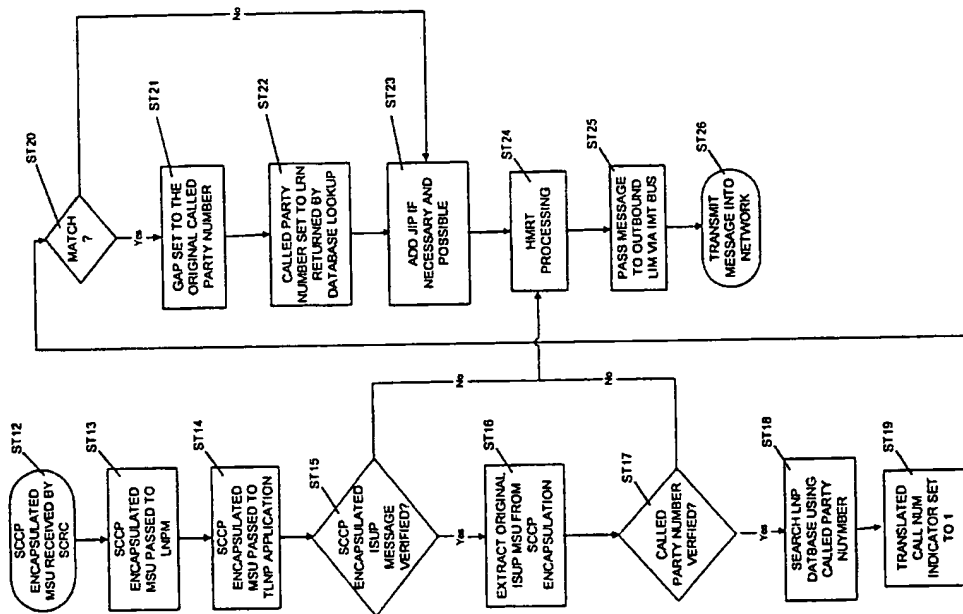 ST12
SCCP
ENCAPSULATED
MSU RECEIVED BY
SCRC
ST13
SCCP
ENCAPSULATED
MSU PASSED TO
LNPM
ST14
SCCP
ENCAPSULATED
MSU PASSED TO
TLNP APPLICATION
ST15
SCCP
ENCAPSULATED
ISUP
MESSAGE
VERIFIED?
No
Yes
ST16
EXTRACT ORIGINAL
ISUP MSU FROM
SCCP
ENCAPSULATION
ST17
CALLED
PARTY NUMBER
VERIFIED?
No
Yes
ST18
SEARCH LNP
DATBASE USING
CALLED PARTY
NUYMBER
ST19
TRANSLATED
CALL NUM
INDICATOR SET
TO 1
ST20
MATCH
?
No
Yes
ST21
GAP SET TO THE
ORIGINAL CALLED
PARTY NUMBER
ST22
CALLED PARTY
NUMBER SET TO LRN
RETURNED BY
DATABASE LOOKUP
ST23
ADD JIP IF
NECESSARY AND
POSSIBLE
ST24
HMRT
PROCESSING
ST25
PASS MESSAGE
TO OUTBOUND
LIM VIA IMT BUS
ST26
TRANSMIT
MESSAGE INTO
NETWORK